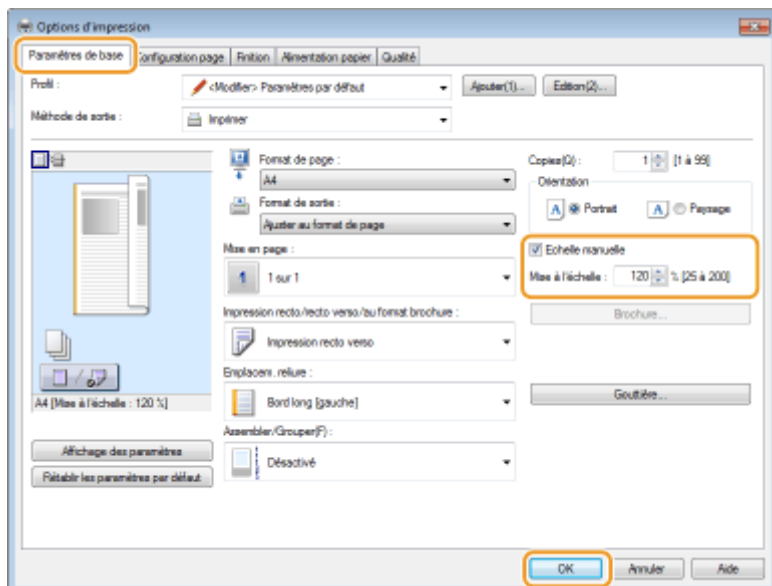 Options d'impression
Paramètres de base
Configuration page
Finition
Alimentation papier
Qualité
Profil :
<Modifier> Paramètres par défaut
Ajouter(1)...
Edition(2)...
Méthode de sortie :
Imprimer
Format de page :
A4
Format de sortie :
Ajuster au format de page
Copies(Q) :
1
[1 à 99]
Orientation
A
Portrait
A
Paysage
Mise en page :
1
1 sur 1
Echelle manuelle
Mise à l'échelle :
120
% [25 à 200]
Impression recto/recto verso/au format brochure :
Impression recto verso
Brochure...
Emplacem. reliure :
Bord long [gauche]
Gouttière...
A4 [Mise à l'échelle : 120 %]
Assembler/Grouper(F) :
Désactivé
Affichage des paramètres
Rétablir les paramètres par défaut
OK
Annuler
Aide